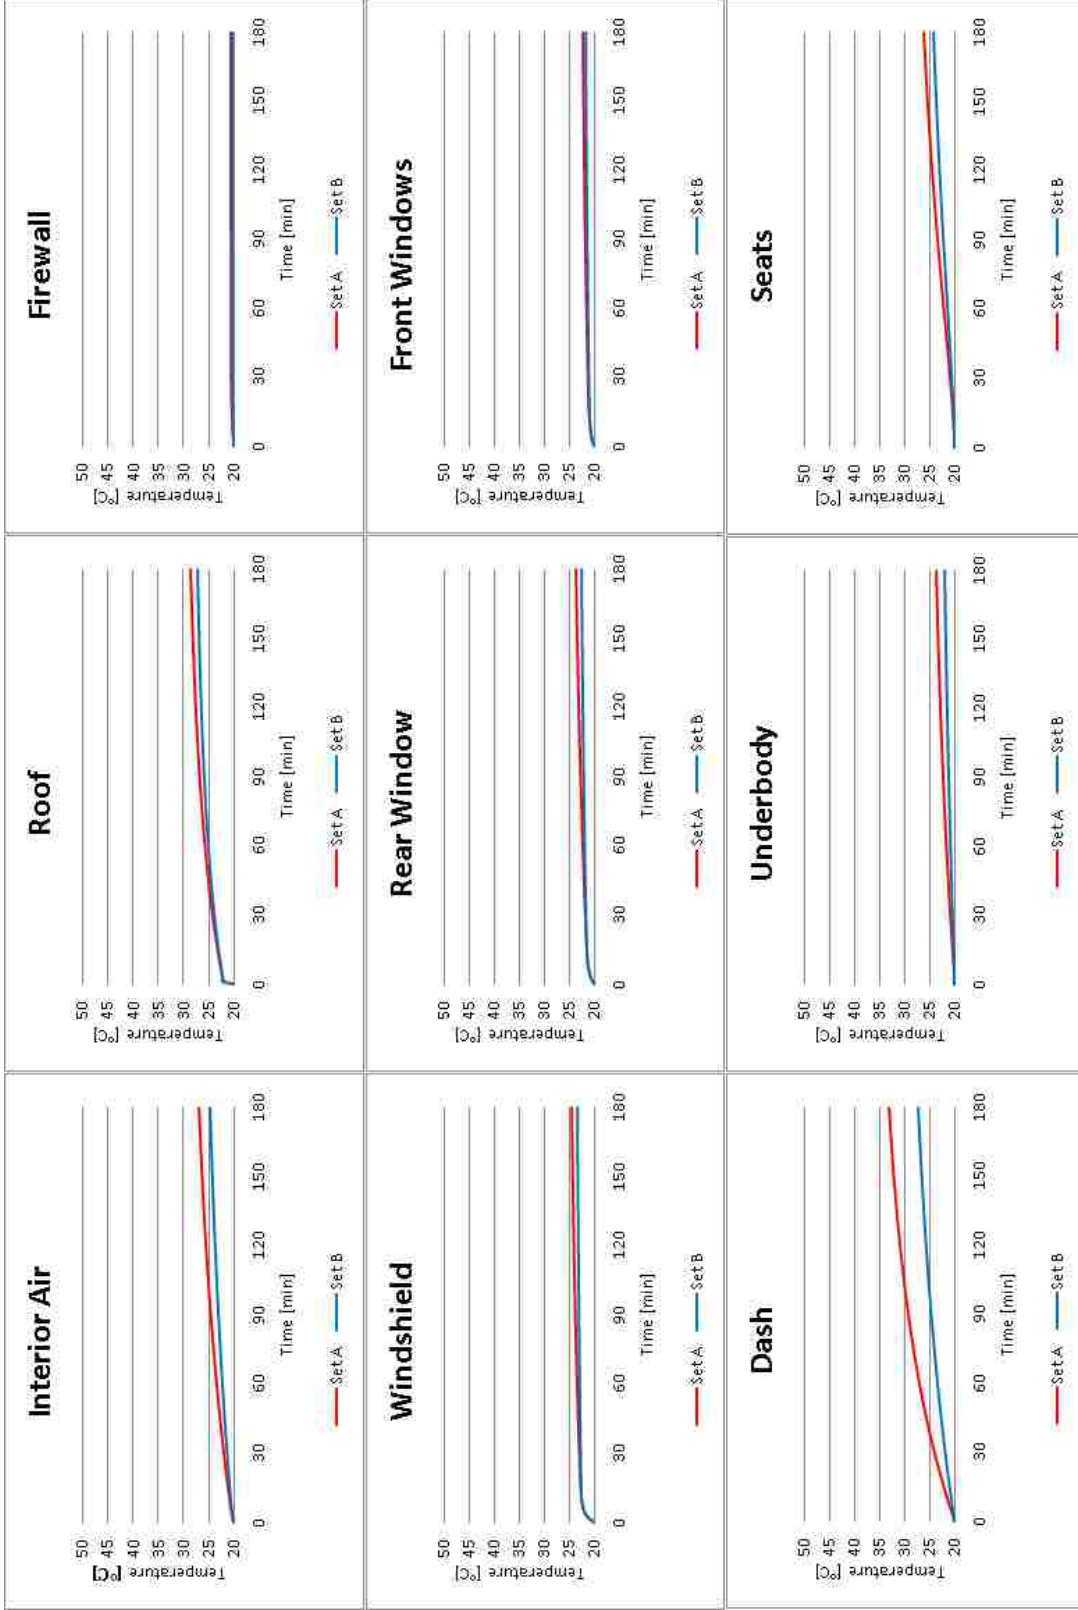 Interior Air
Temperature [°C]
50
45
40
35
30
25
20
0 30 60 90 120 150 180
Time [min]
Set A Set B
Roof
Temperature [°C]
50
45
40
35
30
25
20
0 30 60 90 120 150 180
Time [min]
Set A Set B
Firewall
Temperature [°C]
50
45
40
35
30
25
20
0 30 60 90 120 150 180
Time [min]
Set A Set B
Windshield
Temperature [°C]
50
45
40
35
30
25
20
0 30 60 90 120 150 180
Time [min]
Set A Set B
Rear Window
Temperature [°C]
50
45
40
35
30
25
20
0 30 60 90 120 150 180
Time [min]
Set A Set B
Front Windows
Temperature [°C]
50
45
40
35
30
25
20
0 30 60 90 120 150 180
Time [min]
Set A Set B
Dash
Temperature [°C]
50
45
40
35
30
25
20
0 30 60 90 120 150 180
Time [min]
Set A Set B
Underbody
Temperature [°C]
50
45
40
35
30
25
20
0 30 60 90 120 150 180
Time [min]
Set A Set B
Seats
Temperature [°C]
50
45
40
35
30
25
20
0 30 60 90 120 150 180
Time [min]
Set A Set B